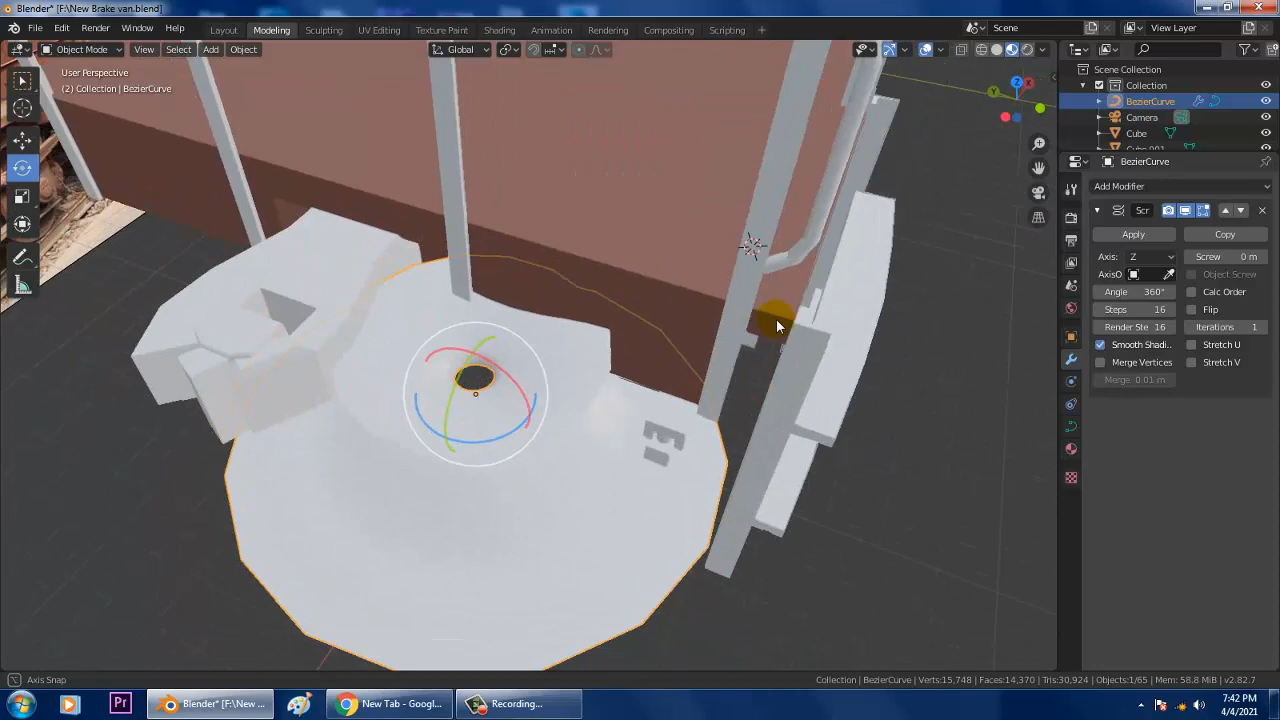 Blender* [F:\New Brake van.blend]
File Edit Render Window Help
Layout Modeling Sculpting UV Editing Texture Paint Shading Animation Rendering Compositing Scripting +
Scene View Layer
Object Mode View Select Add Object Global
User Perspective
(2) Collection | BezierCurve
Z
Y
X
Scene Collection
Collection
BezierCurve
Camera
Cube
Cube.001
BezierCurve
Add Modifier
Scr
Apply Copy
Axis: Z Screw 0 m
AxisO Object Screw
Angle 360° Calc Order
Steps 16 Flip
Render Ste 16 Iterations 1
Smooth Shadi.. Stretch U
Merge Vertices Stretch V
Merge 0.01 m
Axis Snap
Collection | BezierCurve | Verts:15,748 | Faces:14,370 | Tris:30,924 | Objects:1/65 | Mem: 58.8 MiB | v2.82.7
Pr
Blender* [F:\New ...
New Tab - Googl...
Recording...
7:42 PM
4/4/2021